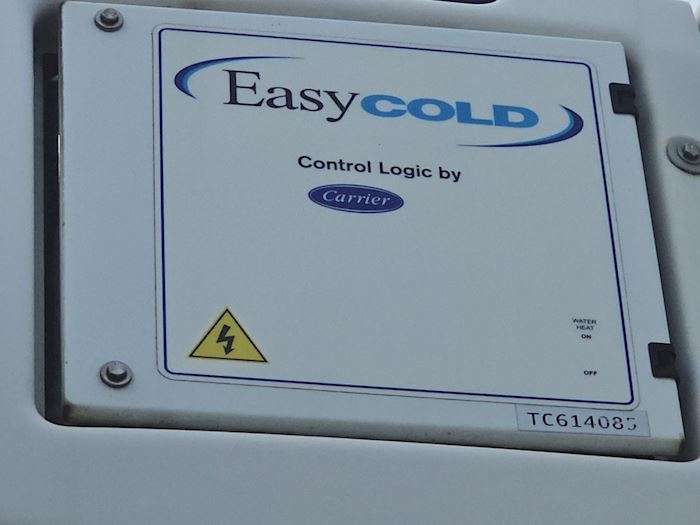 EasyCOLD
Control Logic by
Carrier
WATER
HEAT
ON
OFF
TC614085